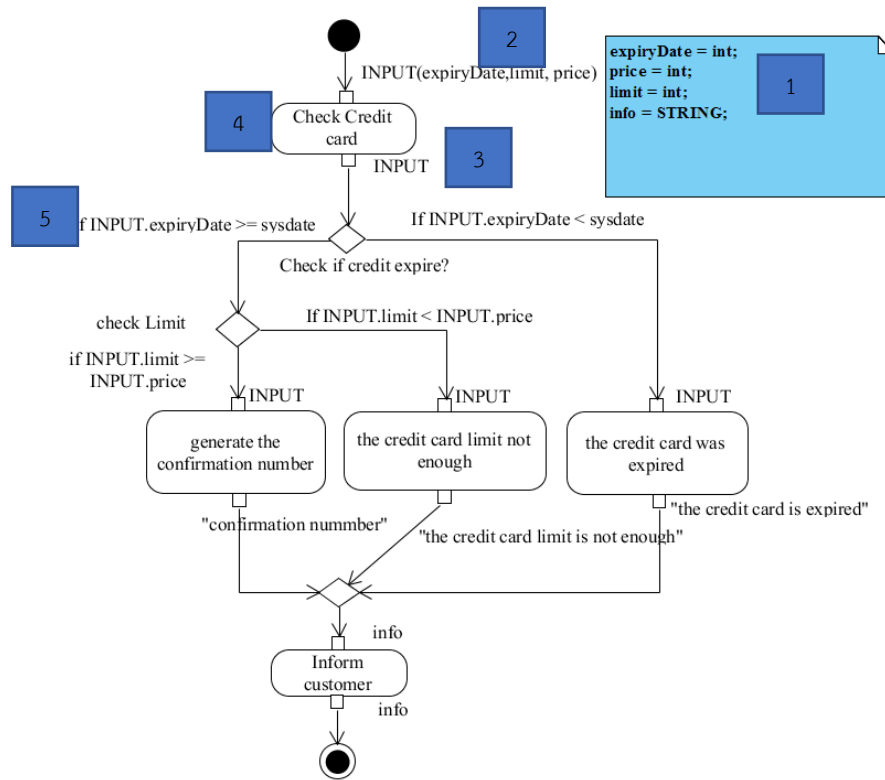 2
expiryDate = int;
price = int;
limit = int;
info = STRING;
1
INPUT(expiryDate,limit, price)
4
Check Credit
card
INPUT
3
5
f INPUT.expiryDate >= sysdate
If INPUT.expiryDate < sysdate
Check if credit expire?
check Limit
If INPUT.limit < INPUT.price
if INPUT.limit >=
INPUT.price
INPUT
INPUT
INPUT
generate the
confirmation number
the credit card limit not
enough
the credit card was
expired
"confirmation nummber"
"the credit card limit is not enough"
"the credit card is expired"
info
Inform
customer
info